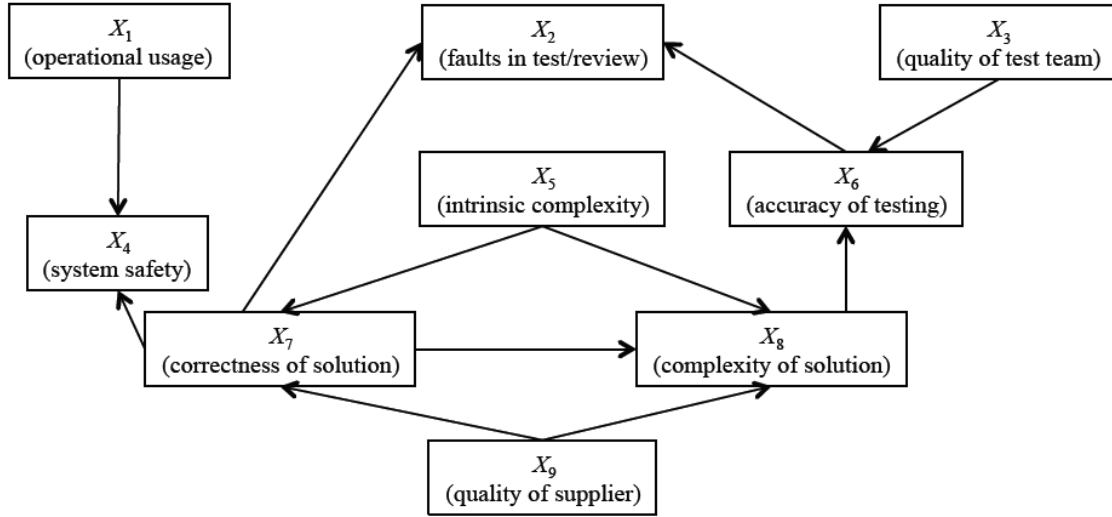 X1
(operational usage)
X2
(faults in test/review)
X3
(quality of test team)
X4
(system safety)
X5
(intrinsic complexity)
X6
(accuracy of testing)
X7
(correctness of solution)
X8
(complexity of solution)
X9
(quality of supplier)